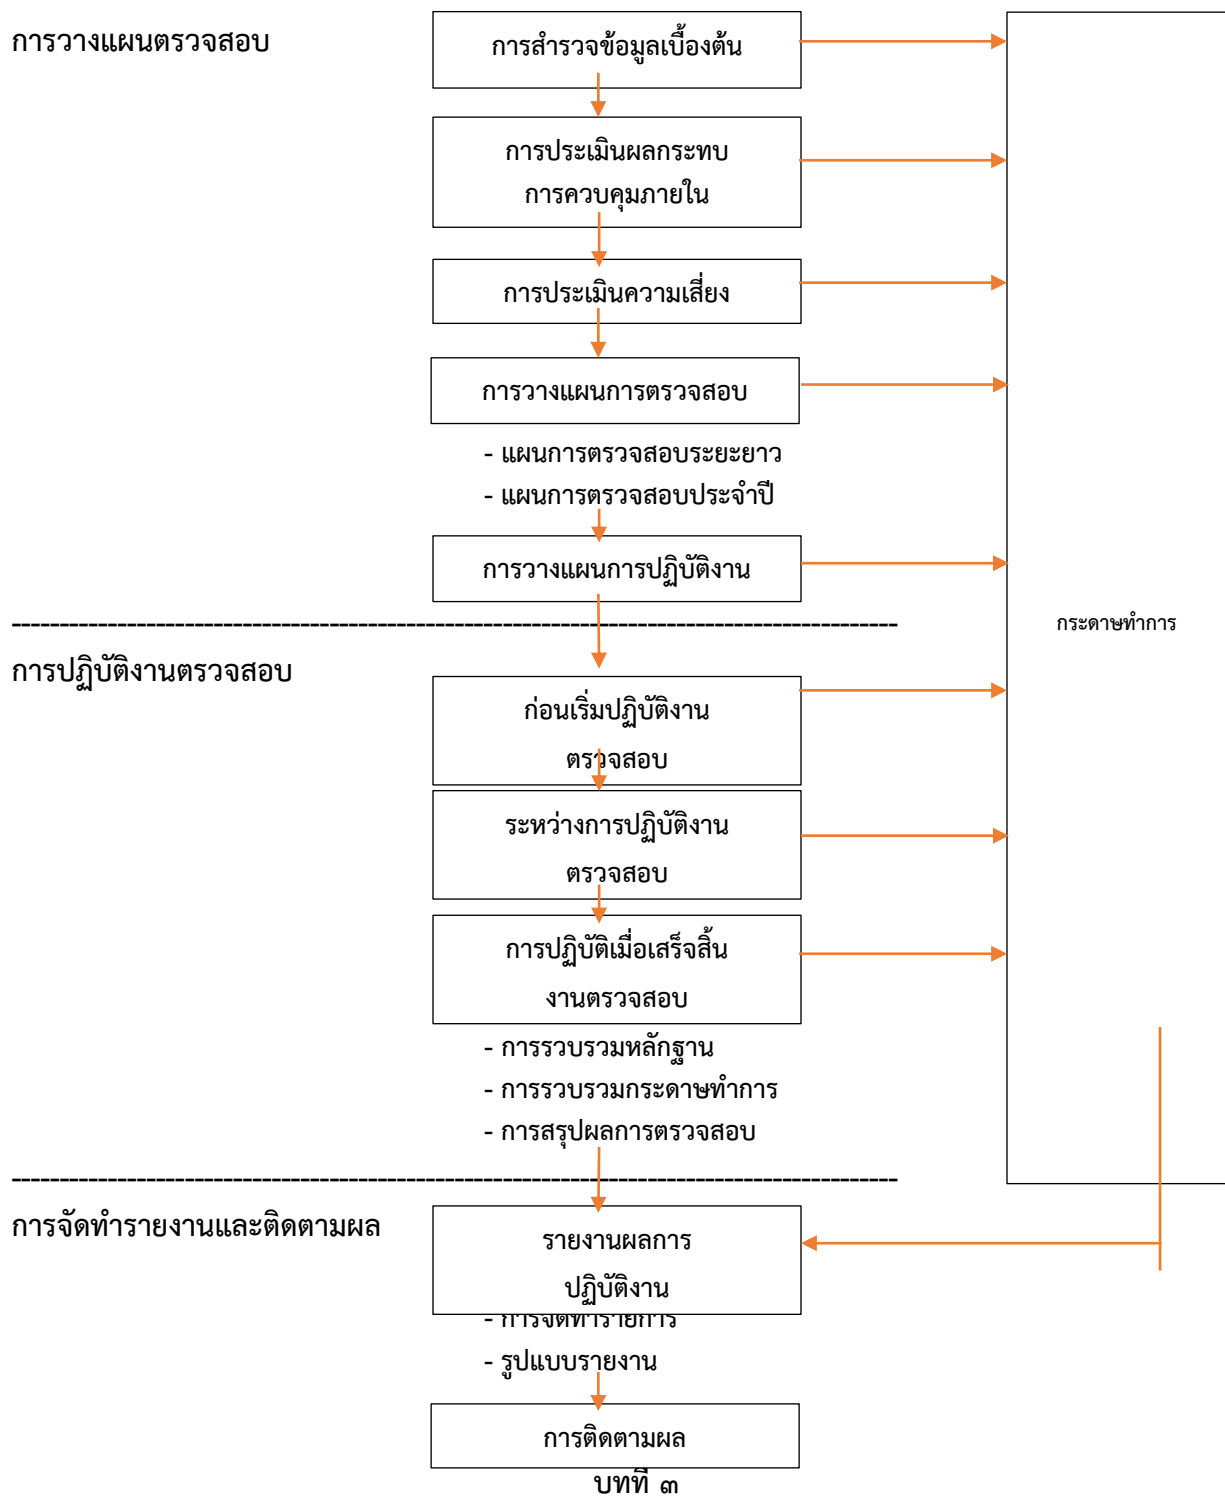 การวางแผนตรวจสอบ
การสำรวจข้อมูลเบื้องต้น
การประเมินผลกระทบ
การควบคุมภายใน
การประเมินความเสี่ยง
การวางแผนการตรวจสอบ
- แผนการตรวจสอบระยะยาว
- แผนการตรวจสอบประจำปี
การวางแผนการปฏิบัติงาน
กระดาษทำการ
การปฏิบัติงานตรวจสอบ
ก่อนเริ่มปฏิบัติงาน
ตรวจสอบ
ระหว่างการปฏิบัติงาน
ตรวจสอบ
การปฏิบัติเมื่อเสร็จสิ้น
งานตรวจสอบ
- การรวบรวมหลักฐาน
- การรวบรวมกระดาษทำการ
- การสรุปผลการตรวจสอบ
การจัดทำรายงานและติดตามผล
รายงานผลการ
ปฏิบัติงาน
- การจัดทำรายการ
- รูปแบบรายงาน
การติดตามผล
บทที่ ๓